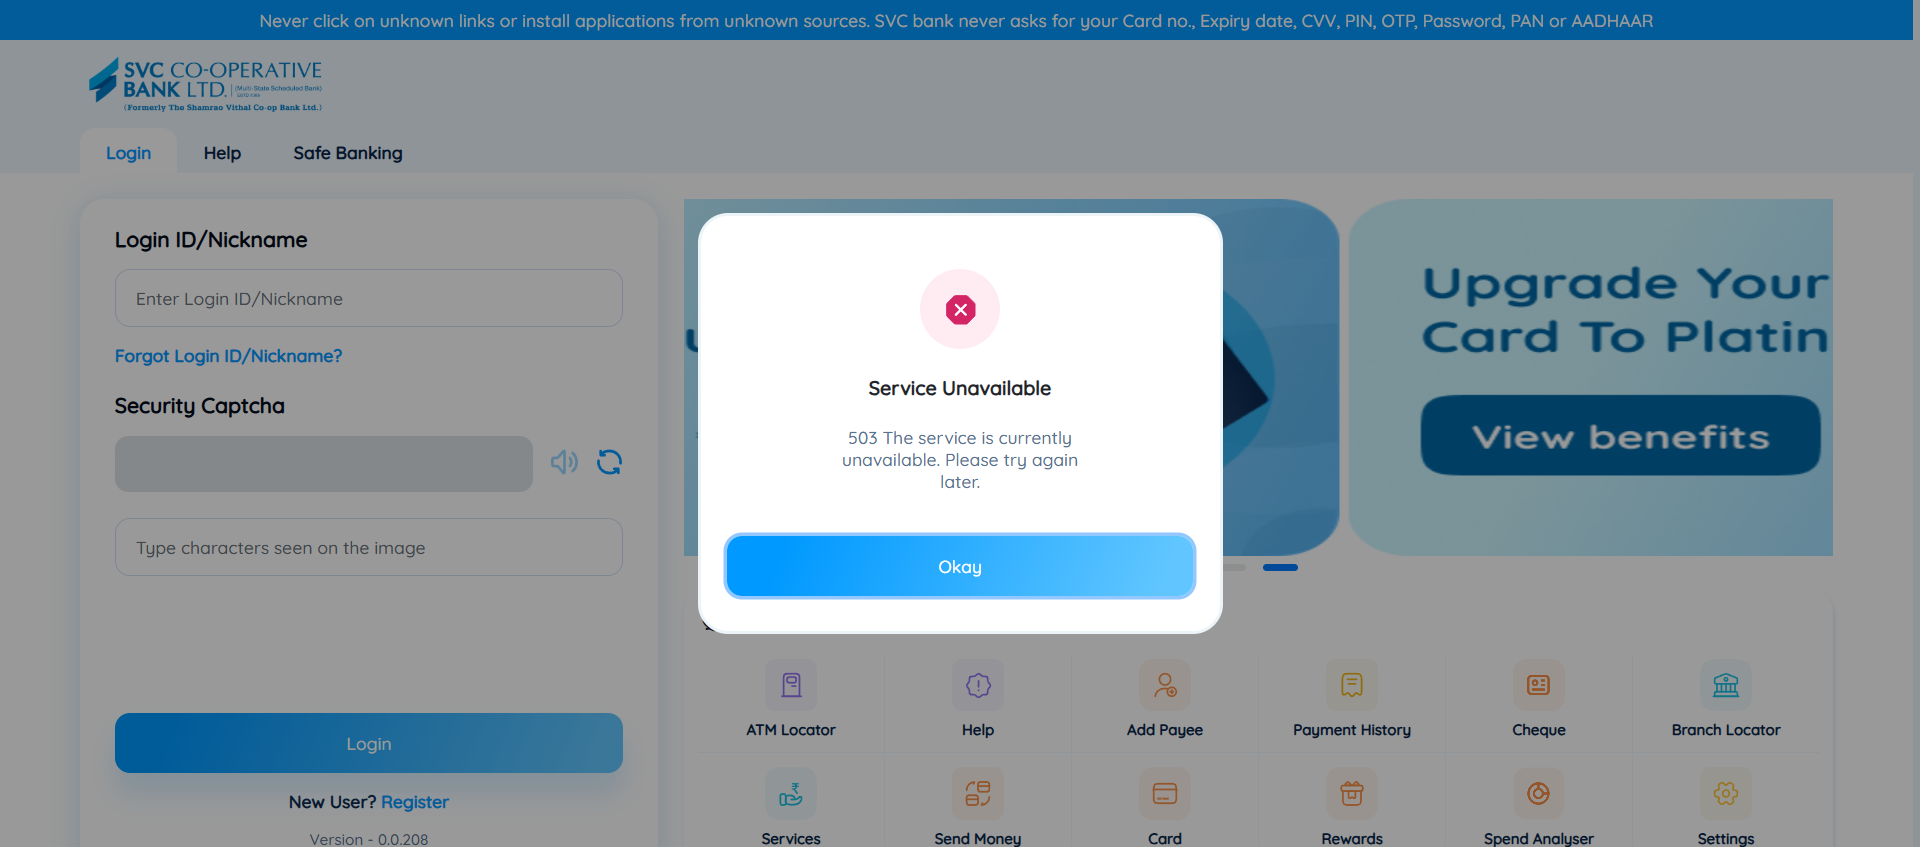 Never click on unknown links or install applications from unknown sources. SVC bank never asks for your Card no., Expiry date, CVV, PIN, OTP, Password, PAN or AADHAAR
SVC CO-OPERATIVE
BANK LTD. (Multi-State Scheduled Bank)
(Formerly The Shamrao Vithal Co-op Bank Ltd.)
Login
Help
Safe Banking
Login ID/Nickname
Enter Login ID/Nickname
Forgot Login ID/Nickname?
Security Captcha
Type characters seen on the image
Login
New User? Register
Version - 0.0.208
Upgrade Your
Card To Platin
View benefits
Service Unavailable
503 The service is currently
unavailable. Please try again
later.
Okay
ATM Locator
Help
Add Payee
Payment History
Cheque
Branch Locator
Services
Send Money
Card
Rewards
Spend Analyser
Settings